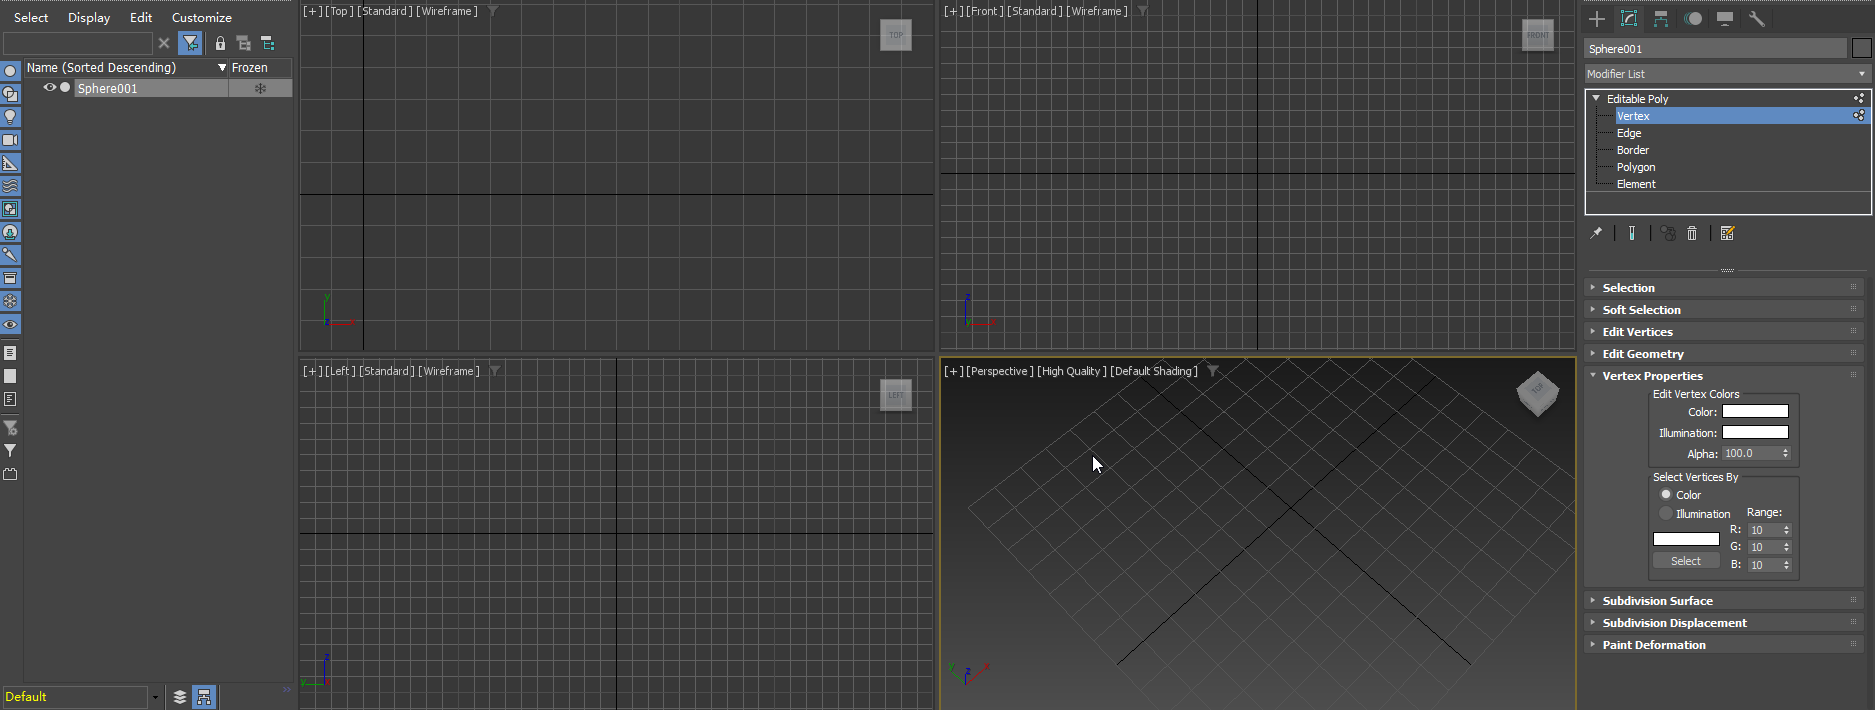 Select Display Edit Customize
Name (Sorted Descending) Frozen
Sphere001
Default
[+] [Top] [Standard] [Wireframe]
TOP
[+] [Front] [Standard] [Wireframe]
FRONT
[+] [Left] [Standard] [Wireframe]
LEFT
[+] [Perspective] [High Quality] [Default Shading]
TOP
y
z
x
z
y
x
z
y
y
z
x
Sphere001
Modifier List
Editable Poly
Vertex
Edge
Border
Polygon
Element
Selection
Soft Selection
Edit Vertices
Edit Geometry
Vertex Properties
Edit Vertex Colors
Color:
Illumination:
Alpha: 100.0
Select Vertices By
Color
Illumination Range:
R: 10
G: 10
Select B: 10
Subdivision Surface
Subdivision Displacement
Paint Deformation